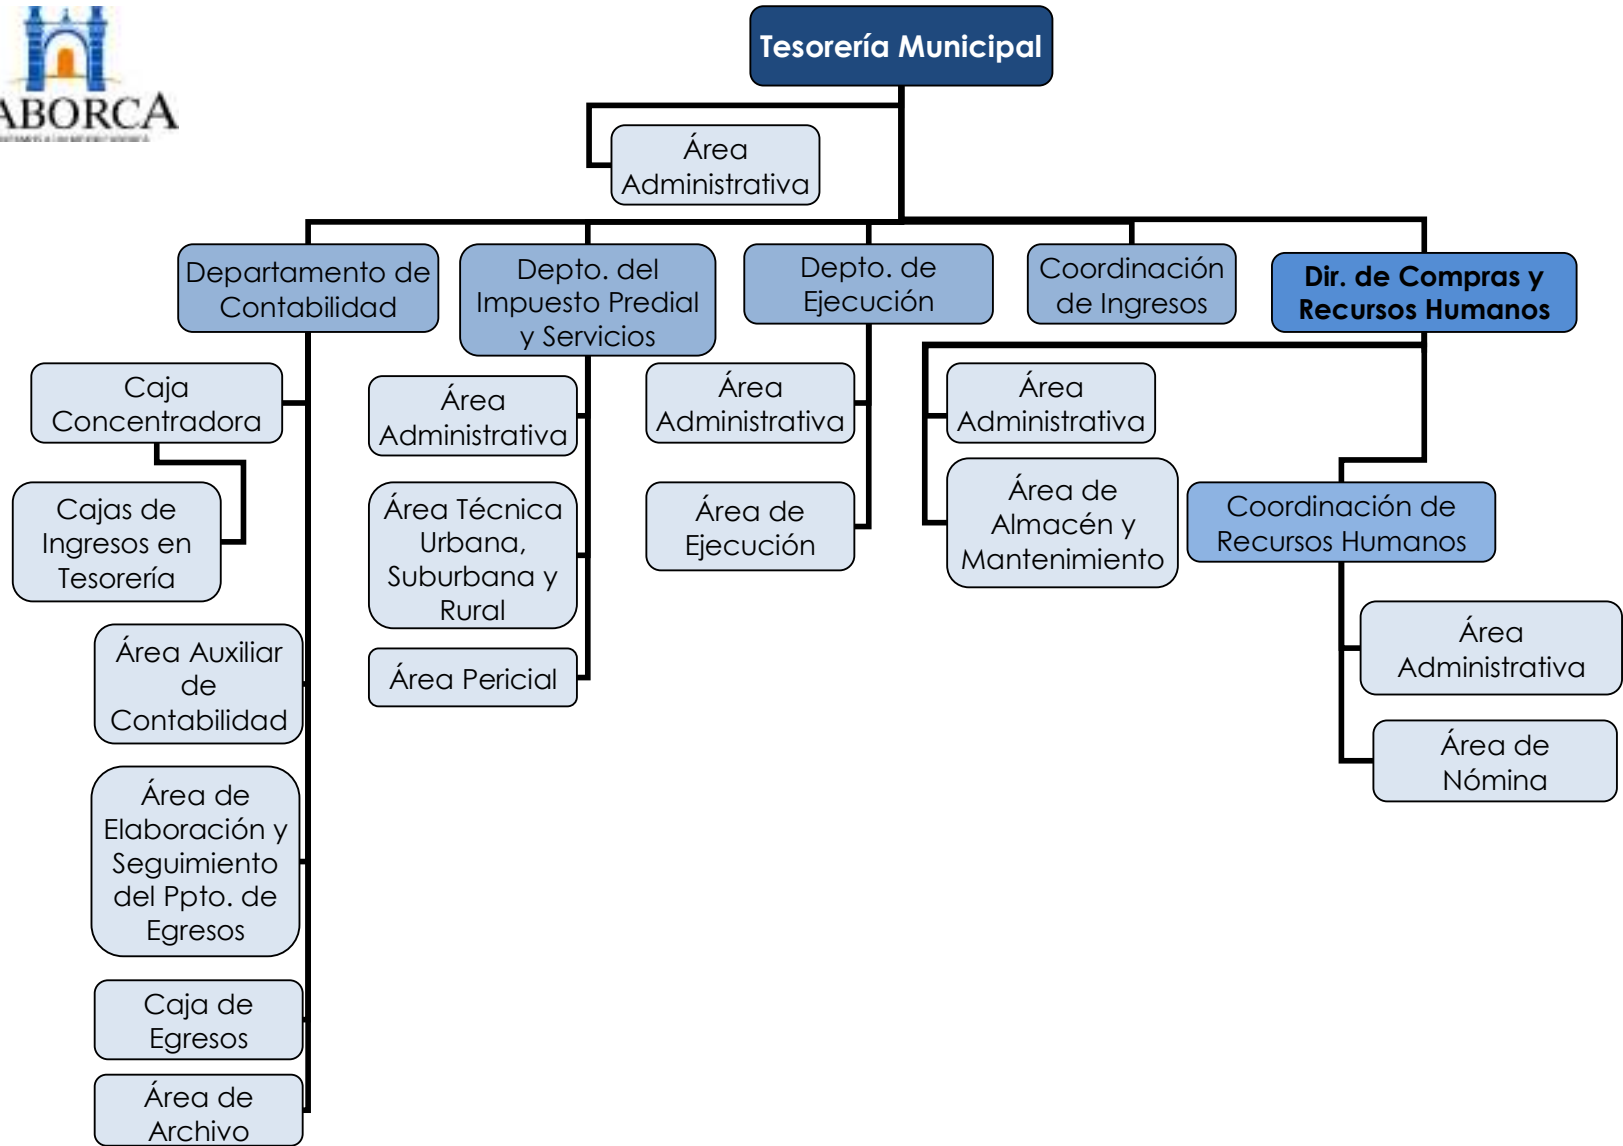 ABORCA
Tesorería Municipal
Área
Administrativa
Departamento de
Contabilidad
Depto. del
Impuesto Predial
y Servicios
Depto. de
Ejecución
Coordinación
de Ingresos
Dir. de Compras y
Recursos Humanos
Caja
Concentradora
Cajas de
Ingresos en
Tesorería
Área Auxiliar
de
Contabilidad
Área de
Elaboración y
Seguimiento
del Ppto. de
Egresos
Caja de
Egresos
Área de
Archivo
Área
Administrativa
Área Técnica
Urbana,
Suburbana y
Rural
Área Pericial
Área
Administrativa
Área de
Ejecución
Área
Administrativa
Área de
Almacén y
Mantenimiento
Coordinación de
Recursos Humanos
Área
Administrativa
Área de
Nómina